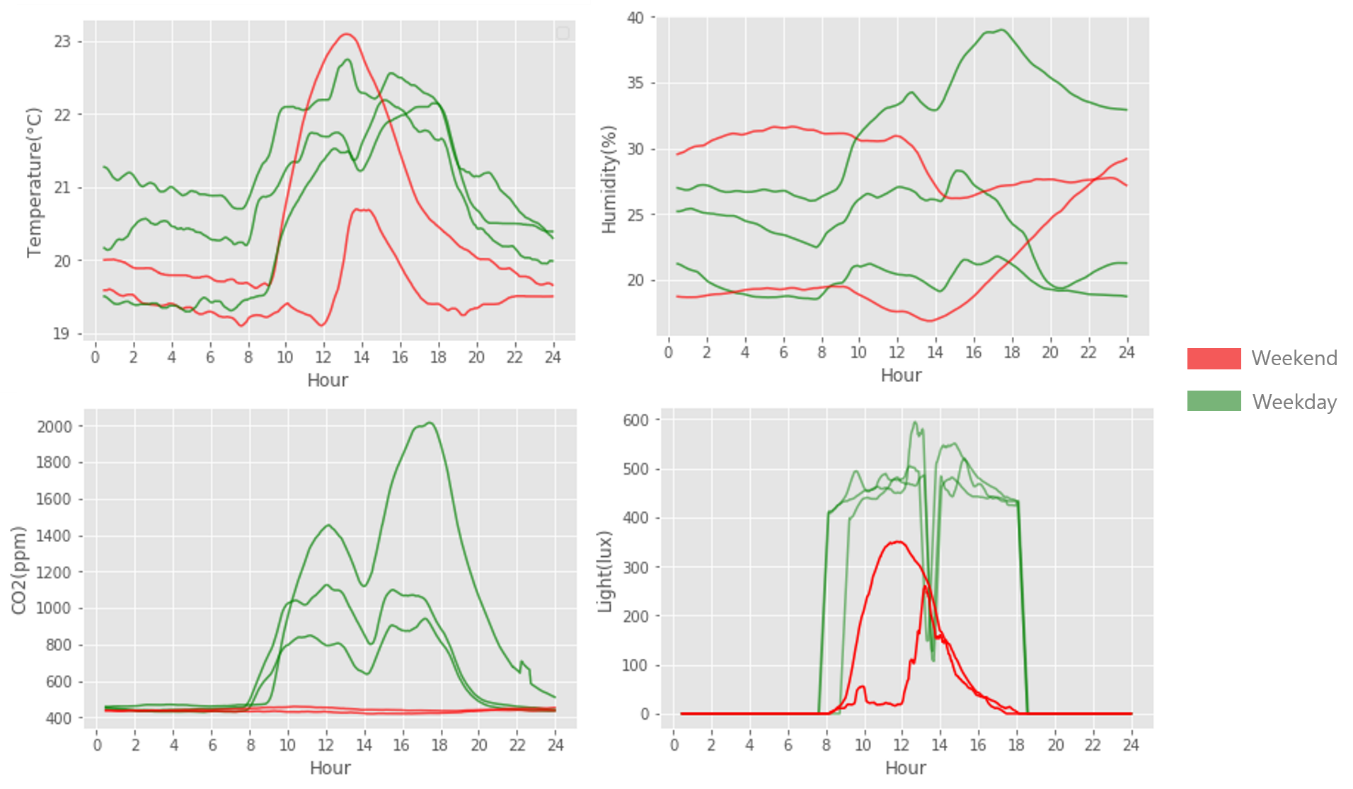 23
22
21
20
19
Temperature(°C)
0 2 4 6 8 10 12 14 16 18 20 22 24
Hour
40
35
30
25
20
Humidity(%)
0 2 4 6 8 10 12 14 16 18 20 22 24
Hour
Weekend
Weekday
2000
1800
1600
1400
1200
1000
800
600
400
CO2(ppm)
0 2 4 6 8 10 12 14 16 18 20 22 24
Hour
600
500
400
300
200
100
0
Light(lux)
0 2 4 6 8 10 12 14 16 18 20 22 24
Hour